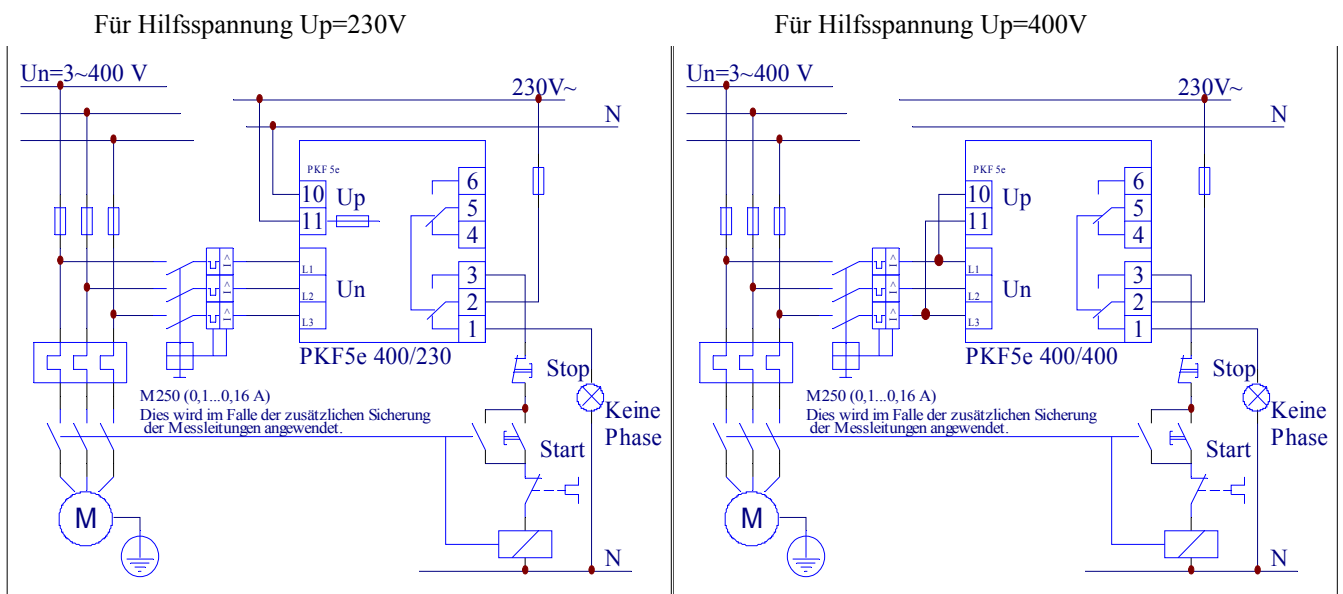 Für Hilfsspannung Up=230V
Un=3~400 V
230V~
N
PKF 5e
10
Up
11
6
5
4
L1
L2
Un
L3
3
2
1
PKF5e 400/230
M250 (0,1...0,16 A)
Dies wird im Falle der zusätzlichen Sicherung
der Messleitungen angewendet.
Stop
Keine
Phase
Start
M
N
Für Hilfsspannung Up=400V
Un=3~400 V
230V~
N
PKF 5e
10
Up
11
6
5
4
L1
L2
Un
L3
3
2
1
PKF5e 400/400
M250 (0,1...0,16 A)
Dies wird im Falle der zusätzlichen Sicherung
der Messleitungen angewendet.
Stop
Keine
Phase
Start
M
N